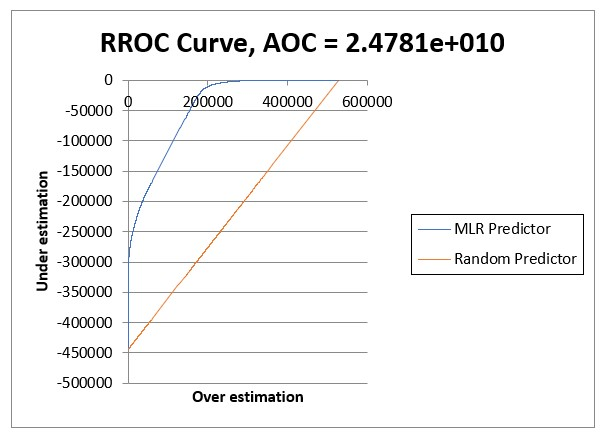 RROC Curve, AOC = 2.4781e+010
0
0 200000 400000 600000
-50000
-100000
-150000
-200000
-250000
-300000
-350000
-400000
-450000
-500000
Under estimation
Over estimation
MLR Predictor
Random Predictor